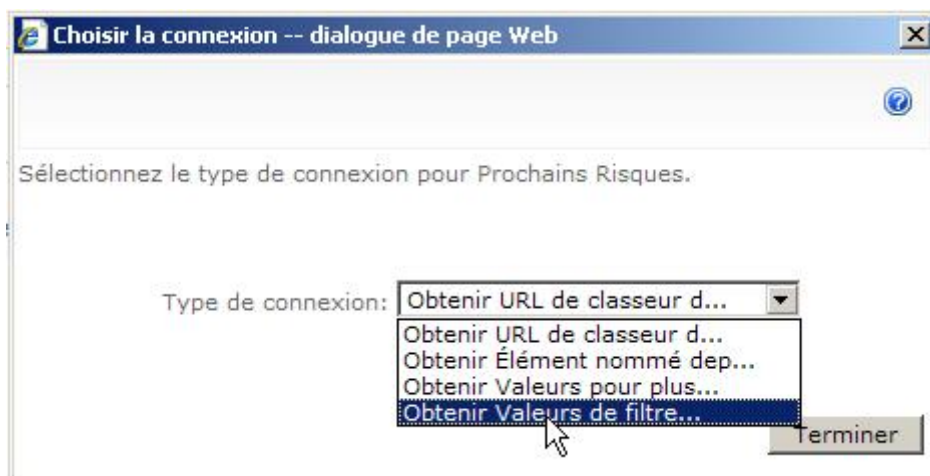 Choisir la connexion -- dialogue de page Web
Sélectionnez le type de connexion pour Prochains Risques.
Type de connexion: Obtenir URL de classeur d...
Obtenir URL de classeur d...
Obtenir Élément nommé dep...
Obtenir Valeurs pour plus...
Obtenir Valeurs de filtre...
Terminer